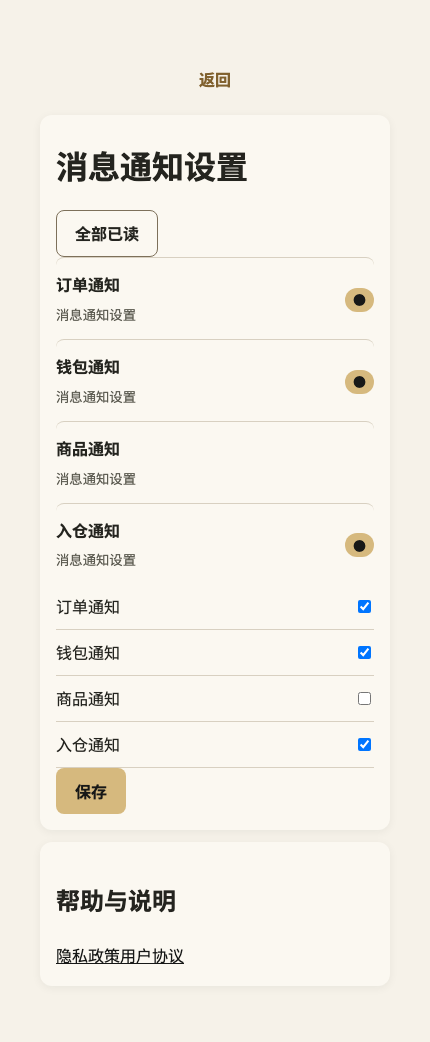 返回
消息通知设置
全部已读
订单通知
消息通知设置
钱包通知
消息通知设置
商品通知
消息通知设置
入仓通知
消息通知设置
订单通知
钱包通知
商品通知
入仓通知
保存
帮助与说明
隐私政策用户协议